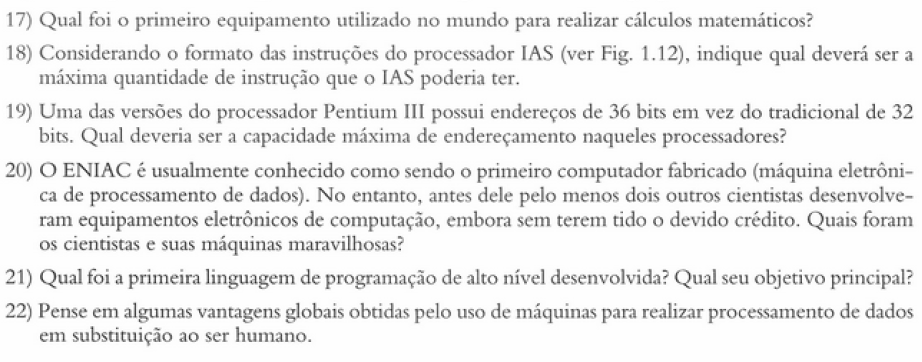 17) Qual foi o primeiro equipamento utilizado no mundo para realizar cálculos matemáticos?
18) Considerando o formato das instruções do processador IAS (ver Fig. 1.12), indique qual deverá ser a
máxima quantidade de instrução que o IAS poderia ter.
19) Uma das versões do processador Pentium III possui endereços de 36 bits em vez do tradicional de 32
bits. Qual deveria ser a capacidade máxima de endereçamento naqueles processadores?
20) O ENIAC é usualmente conhecido como sendo o primeiro computador fabricado (máquina eletrôni-
ca de processamento de dados). No entanto, antes dele pelo menos dois outros cientistas desenvolve-
ram equipamentos eletrônicos de computação, embora sem terem tido o devido crédito. Quais foram
os cientistas e suas máquinas maravilhosas?
21) Qual foi a primeira linguagem de programação de alto nível desenvolvida? Qual seu objetivo principal?
22) Pense em algumas vantagens globais obtidas pelo uso de máquinas para realizar processamento de dados
em substituição ao ser humano.